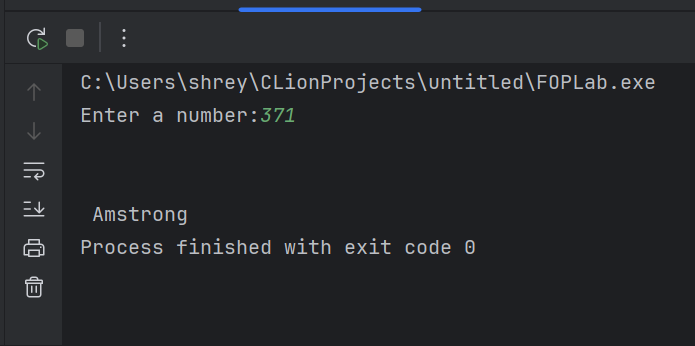 C:\Users\shrey\CLionProjects\untitled\FOPLab.exe
Enter a number:371
Amstrong
Process finished with exit code 0